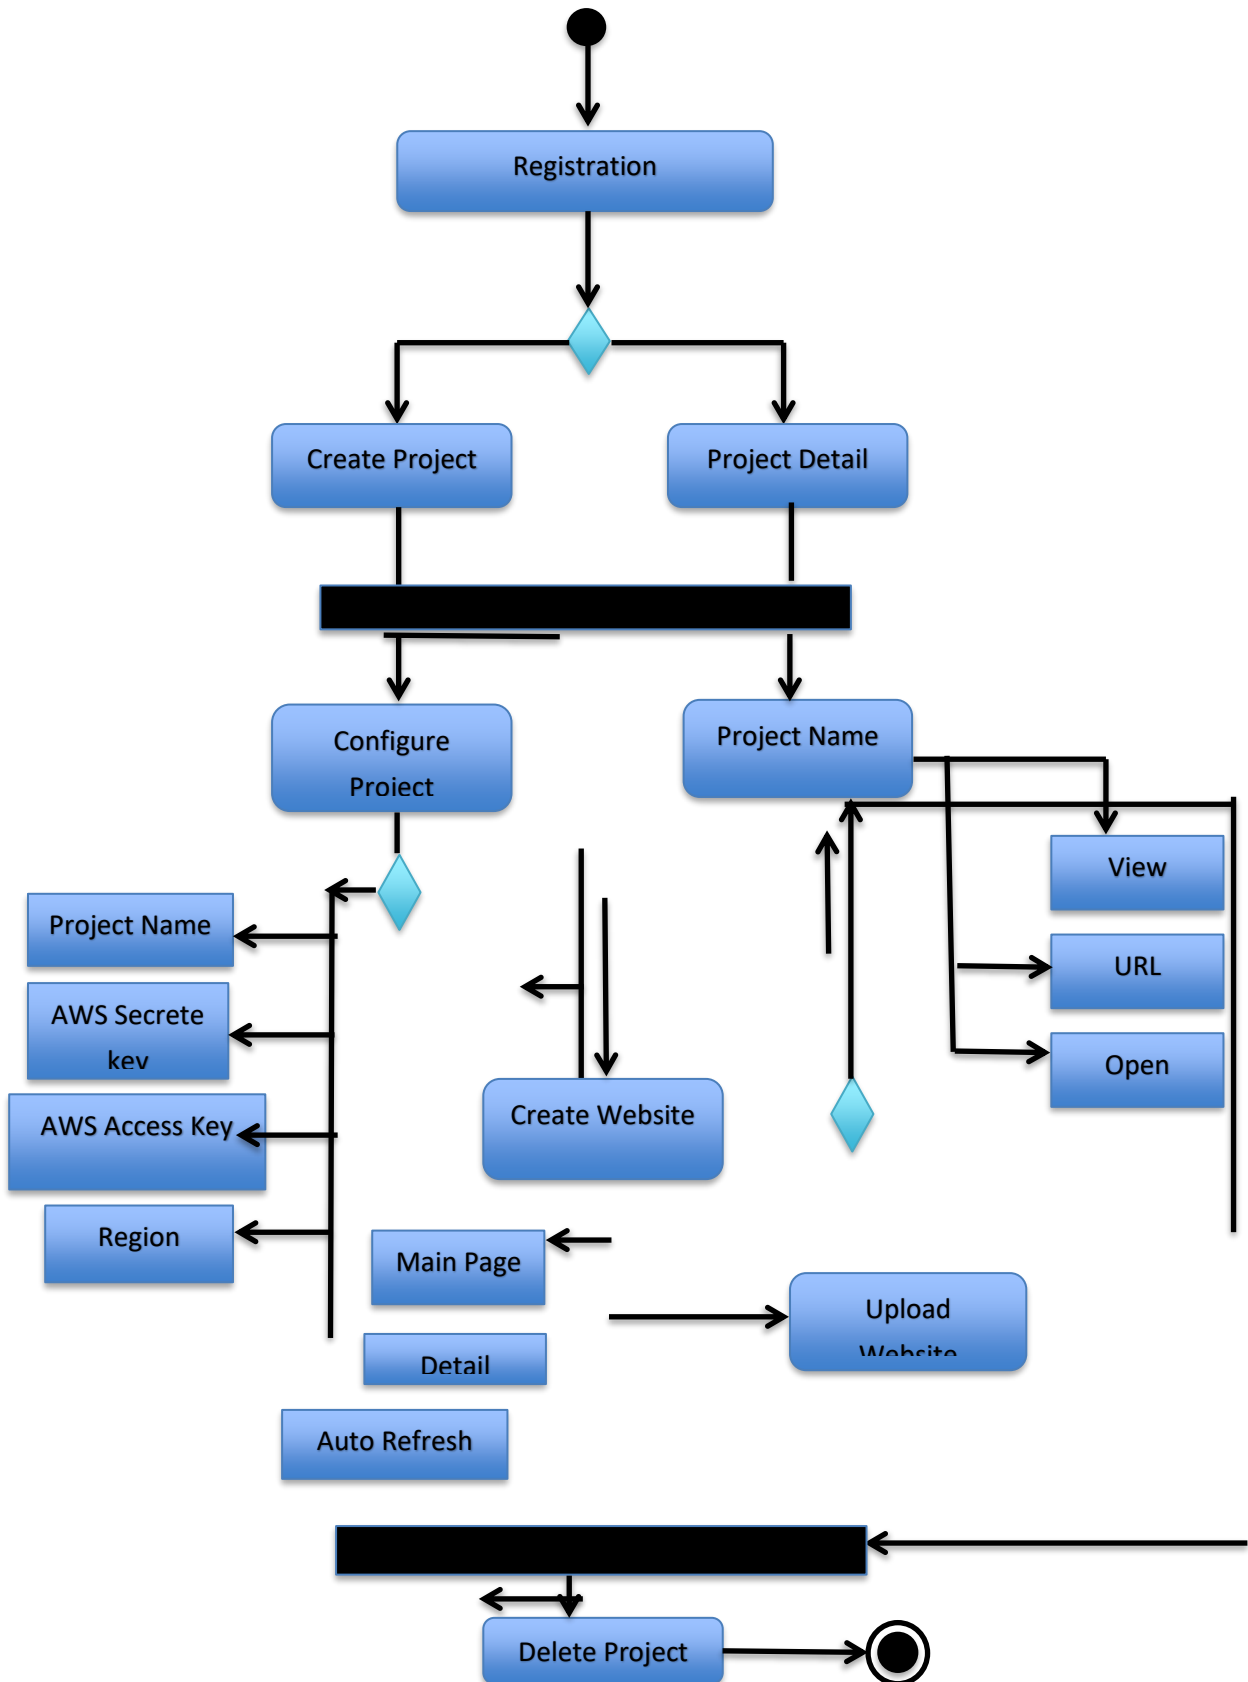 Registration
Create Project
Project Detail
Configure
Project
Project Name
View
Project Name
URL
AWS Secrete
key
Open
AWS Access Key
Create Website
Region
Main Page
Upload
Website
Detail
Auto Refresh
Delete Project